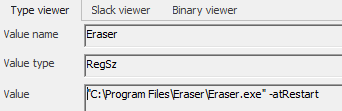 Type viewer Slack viewer Binary viewer
Value name Eraser
Value type RegSz
Value "C:\Program Files\Eraser\Eraser.exe" -atRestart